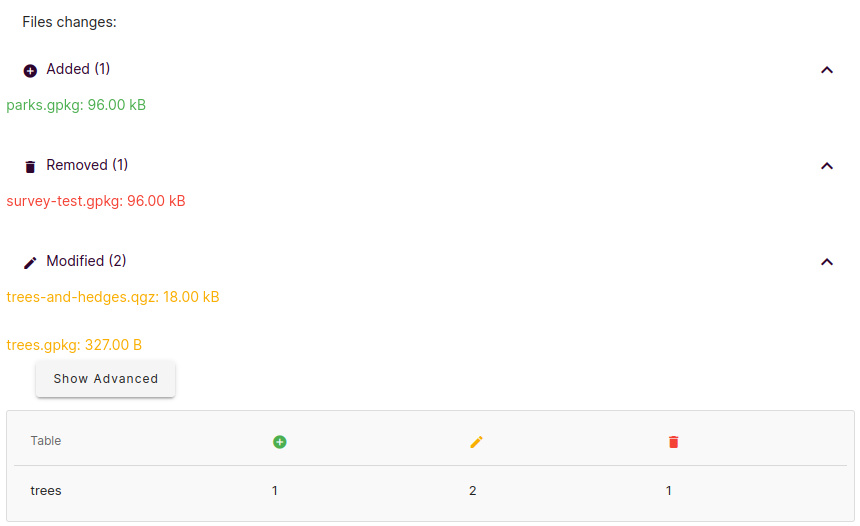 Files changes:
Added (1)
parks.gpkg: 96.00 kB
Removed (1)
survey-test.gpkg: 96.00 kB
Modified (2)
trees-and-hedges.qgz: 18.00 kB
trees.gpkg: 327.00 B
Show Advanced
Table
trees 1 2 1